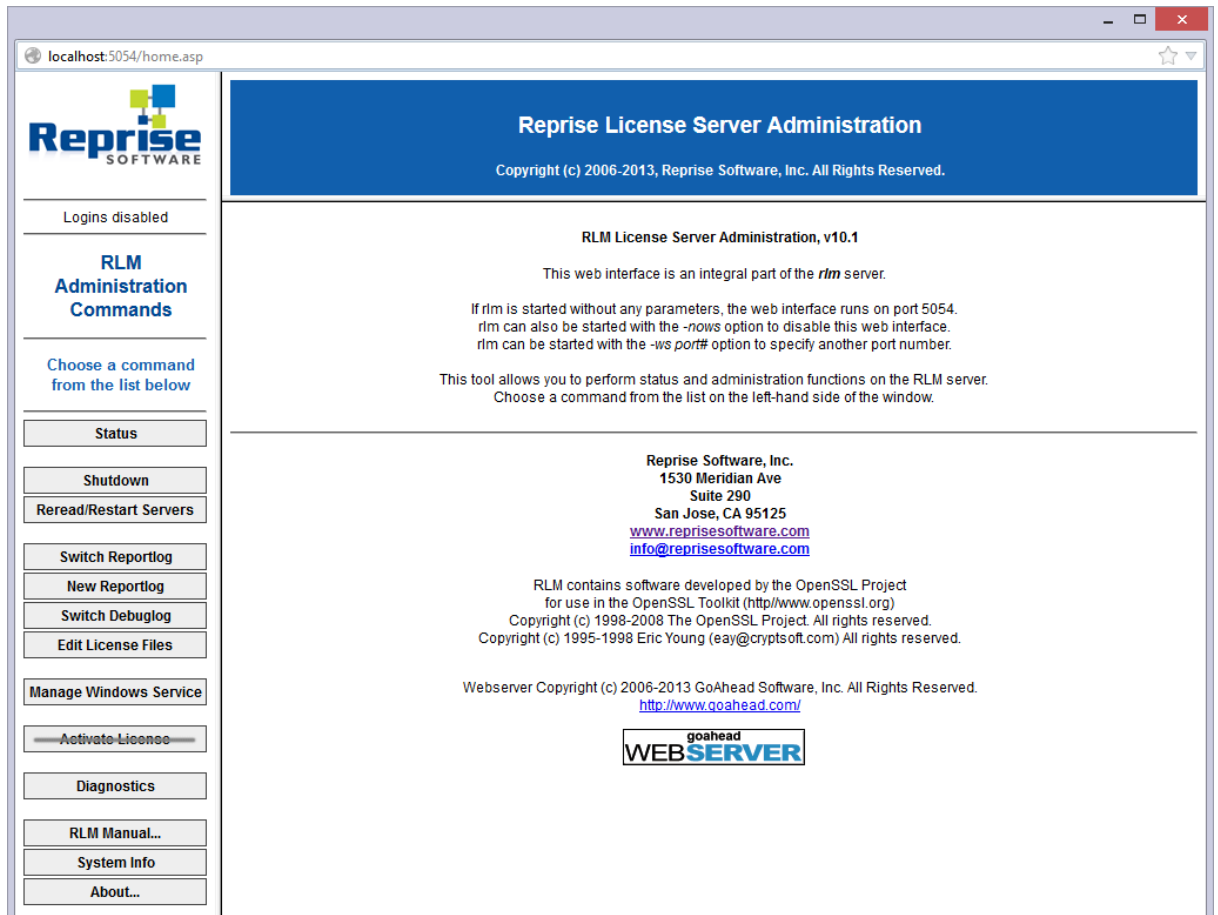 localhost:5054/home.asp
Reprise
SOFTWARE
Logins disabled
RLM
Administration
Commands
Choose a command
from the list below
Status
Shutdown
Reread/Restart Servers
Switch Reportlog
New Reportlog
Switch Debuglog
Edit License Files
Manage Windows Service
Activate License
Diagnostics
RLM Manual...
System Info
About...
Reprise License Server Administration
Copyright (c) 2006-2013, Reprise Software, Inc. All Rights Reserved.
RLM License Server Administration, v10.1
This web interface is an integral part of the rlm server.
If rlm is started without any parameters, the web interface runs on port 5054.
rlm can also be started with the -nows option to disable this web interface.
rlm can be started with the -ws port# option to specify another port number.
This tool allows you to perform status and administration functions on the RLM server.
Choose a command from the list on the left-hand side of the window.
Reprise Software, Inc.
1530 Meridian Ave
Suite 290
San Jose, CA 95125
www.reprisesoftware.com
info@reprisesoftware.com
RLM contains software developed by the OpenSSL Project
for use in the OpenSSL Toolkit (http//www.openssl.org)
Copyright (c) 1998-2008 The OpenSSL Project. All rights reserved.
Copyright (c) 1995-1998 Eric Young (eay@cryptsoft.com) All rights reserved.
Webserver Copyright (c) 2006-2013 GoAhead Software, Inc. All Rights Reserved.
http://www.goahead.com/
goahead
WEBSERVER